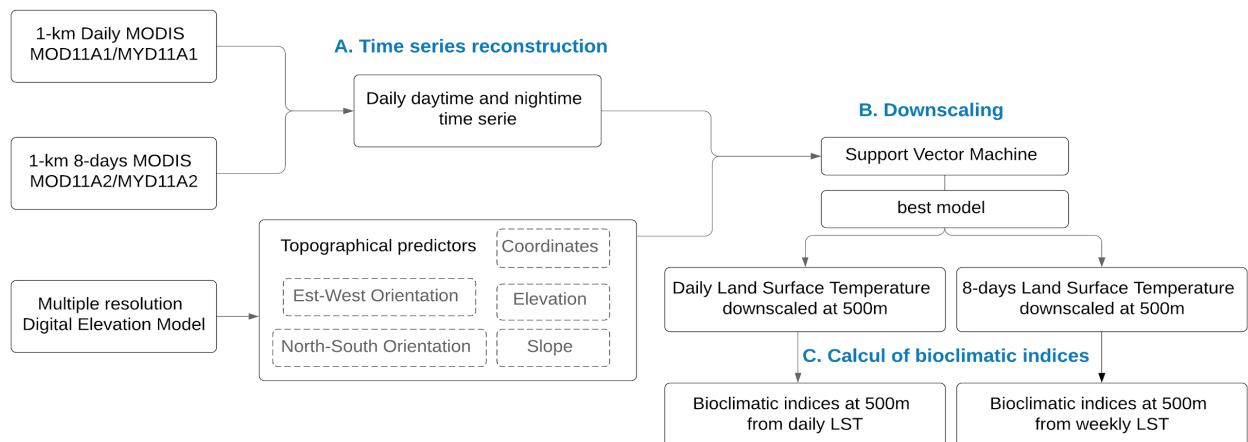 1-km Daily MODIS
MOD11A1/MYD11A1
A. Time series reconstruction
Daily daytime and nightime
time serie
1-km 8-days MODIS
MOD11A2/MYD11A2
B. Downscaling
Support Vector Machine
best model
Topographical predictors
Coordinates
Est-West Orientation
Elevation
North-South Orientation
Slope
Multiple resolution
Digital Elevation Model
Daily Land Surface Temperature
downscaled at 500m
8-days Land Surface Temperature
downscaled at 500m
C. Calcul of bioclimatic indices
Bioclimatic indices at 500m
from daily LST
Bioclimatic indices at 500m
from weekly LST